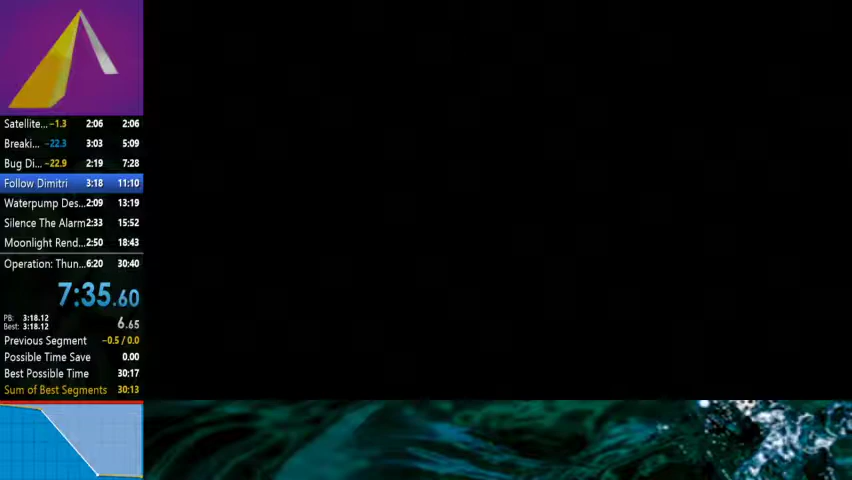 Satellite... −1.3 2:06 2:06
Breaki... −22.3 3:03 5:09
Bug Di... −22.9 2:19 7:28
Follow Dimitri 3:18 11:10
Waterpump Des... 2:09 13:19
Silence The Alarm 2:33 15:52
Moonlight Rend... 2:50 18:43
Operation: Thun... 6:20 30:40
7:35.60
PB: 3:18.12
Best: 3:18.12
6.65
Previous Segment −0.5 / 0.0
Possible Time Save 0.00
Best Possible Time 30:17
Sum of Best Segments 30:13